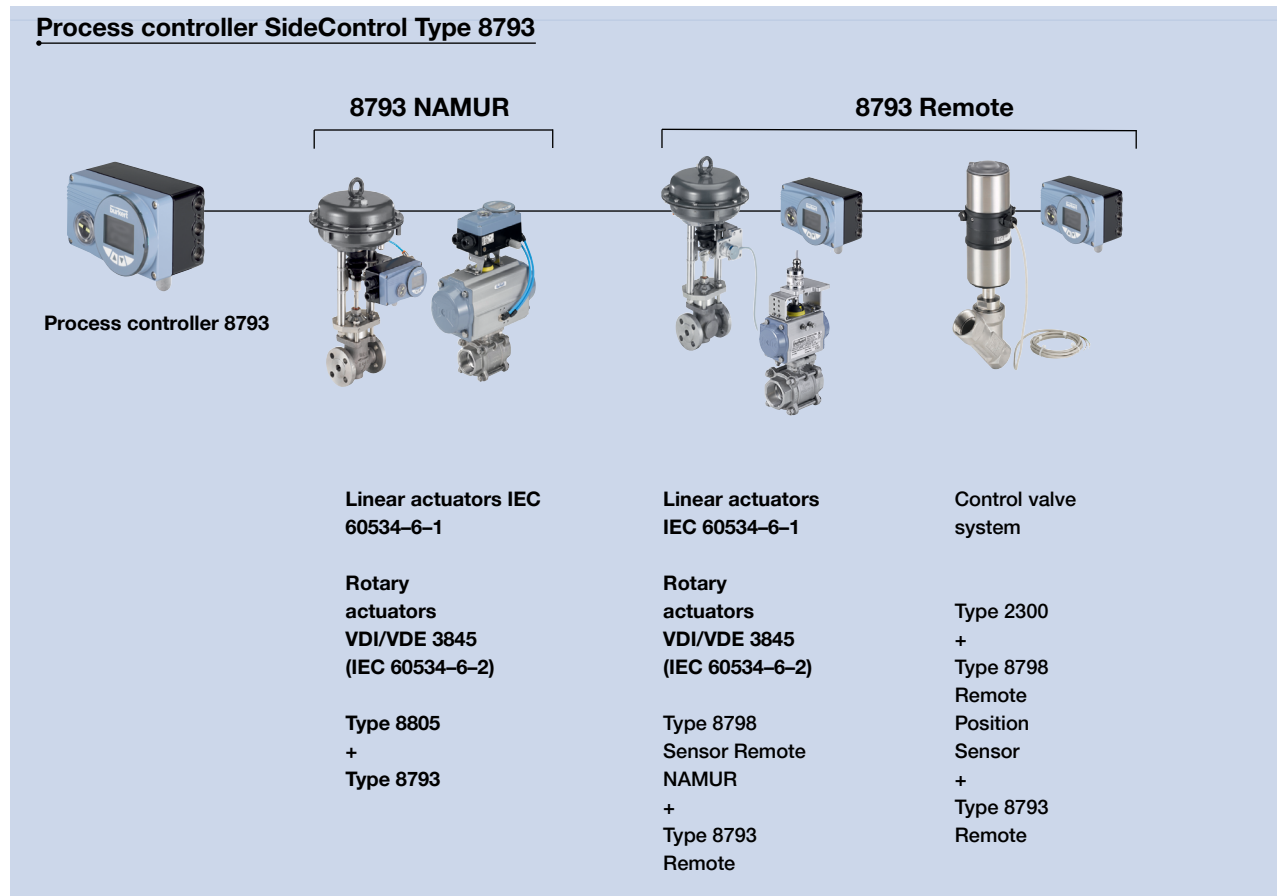 Process controller SideControl Type 8793
8793 NAMUR
8793 Remote
burkert
Process controller 8793
Linear actuators IEC
60534–6–1
Rotary
actuators
VDI/VDE 3845
(IEC 60534–6–2)
Type 8805
+
Type 8793
Linear actuators
IEC 60534–6–1
Rotary
actuators
VDI/VDE 3845
(IEC 60534–6–2)
Type 8798
Sensor Remote
NAMUR
+
Type 8793
Remote
Control valve
system
Type 2300
+
Type 8798
Remote
Position
Sensor
+
Type 8793
Remote